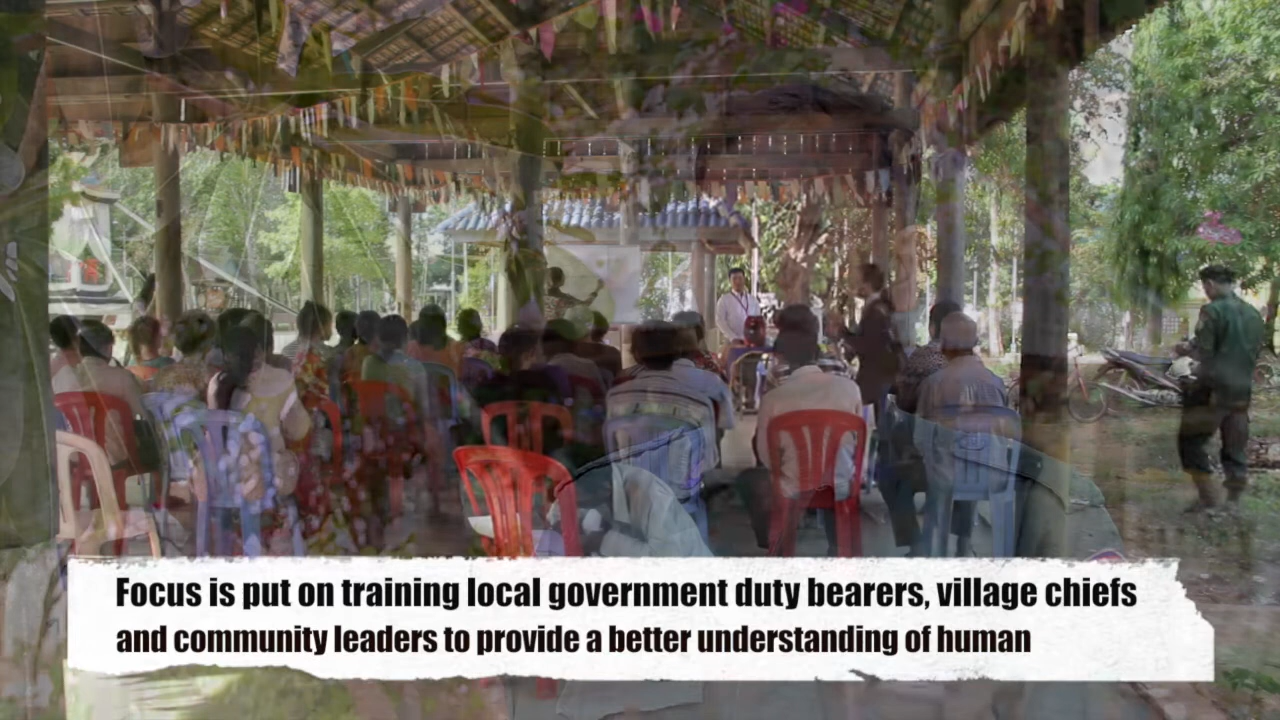 Focus is put on training local government duty bearers, village chiefs
and community leaders to provide a better understanding of human